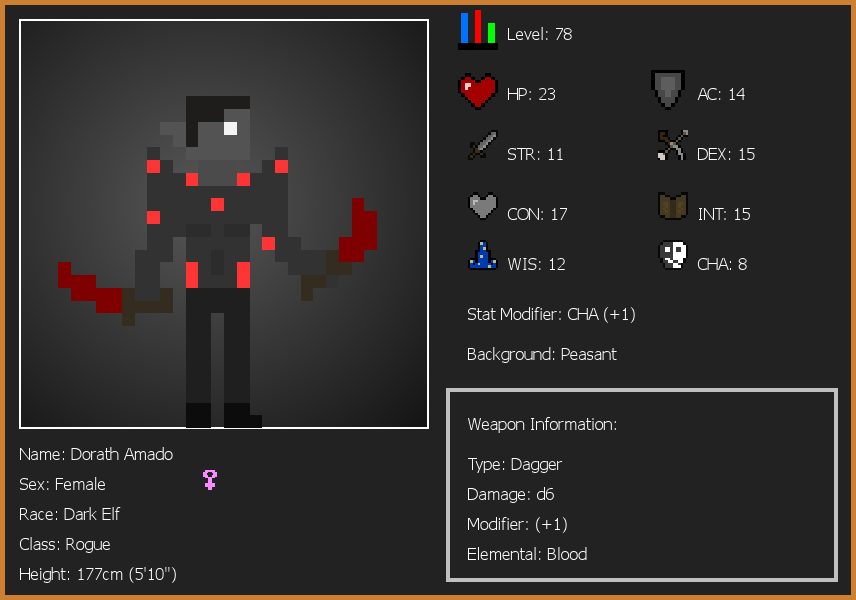 Level: 78
HP: 23
AC: 14
STR: 11
DEX: 15
CON: 17
INT: 15
WIS: 12
CHA: 8
Stat Modifier: CHA (+1)
Background: Peasant
Weapon Information:
Type: Dagger
Damage: d6
Modifier: (+1)
Elemental: Blood
Name: Dorath Amado
Sex: Female
Race: Dark Elf
Class: Rogue
Height: 177cm (5'10")